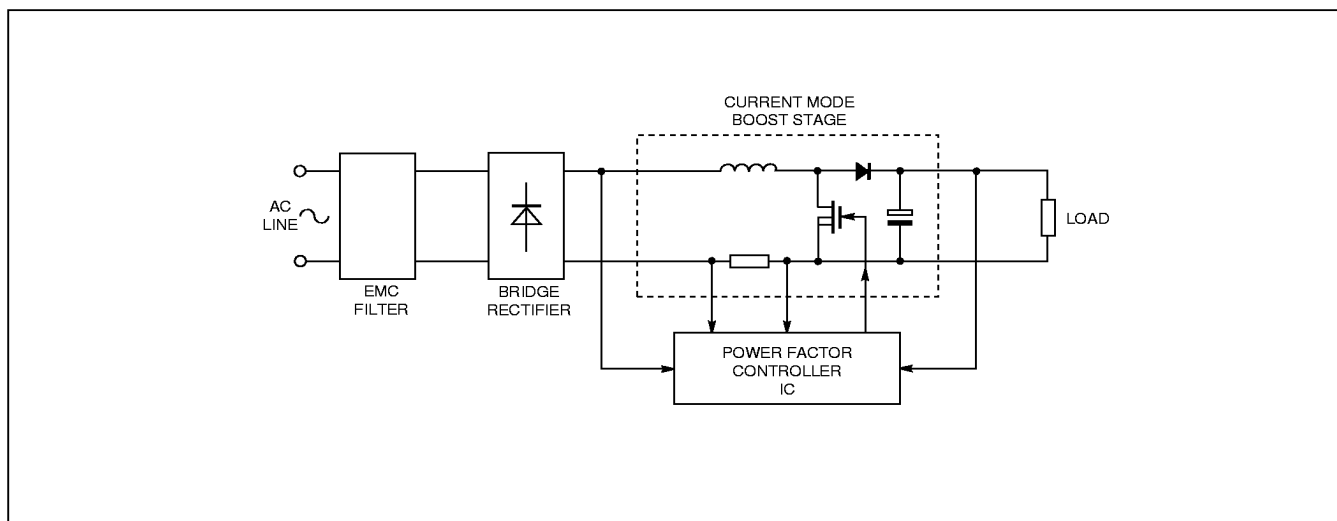 CURRENT MODE
BOOST STAGE
AC
LINE
LOAD
EMC
FILTER
BRIDGE
RECTIFIER
POWER FACTOR
CONTROLLER
IC